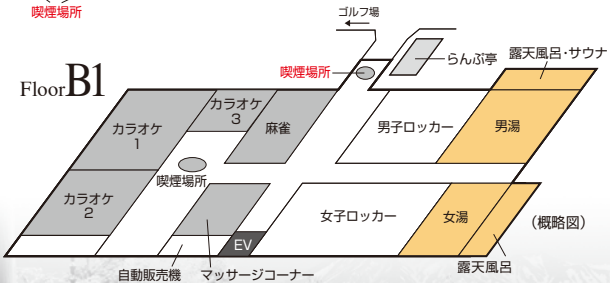 喫煙場所
ゴルフ場
らんぷ亭
喫煙場所
露天風呂・サウナ
Floor B1
カラオケ
1
カラオケ
3
麻雀
男子ロッカー
男湯
喫煙場所
カラオケ
2
女子ロッカー
女湯
(概略図)
EV
自動販売機
マッサージコーナー
露天風呂